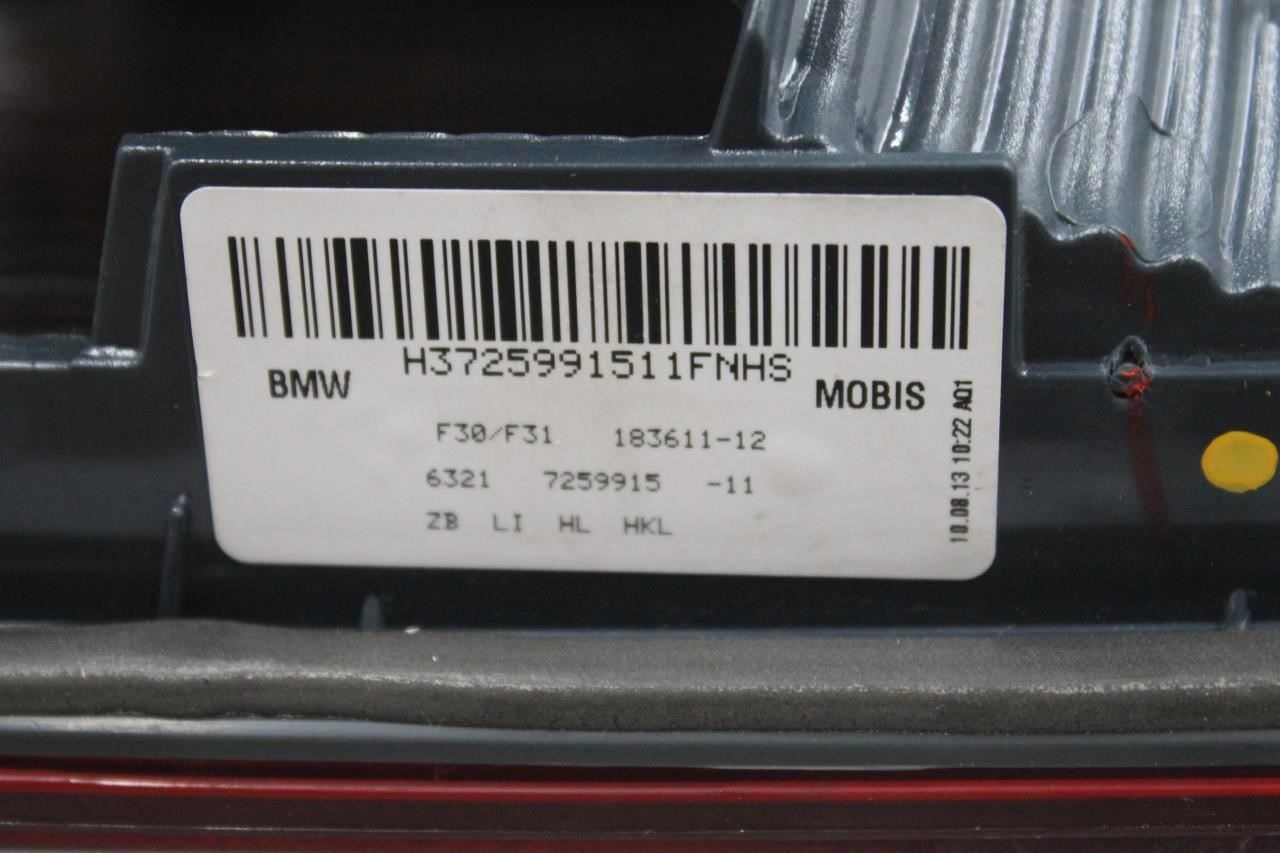 H3725991511FNHS
BMW
MOBIS
F30/F31 183611-12
6321 7259915 -11
ZB LI HL HKL
10.08.13 10:22 A01